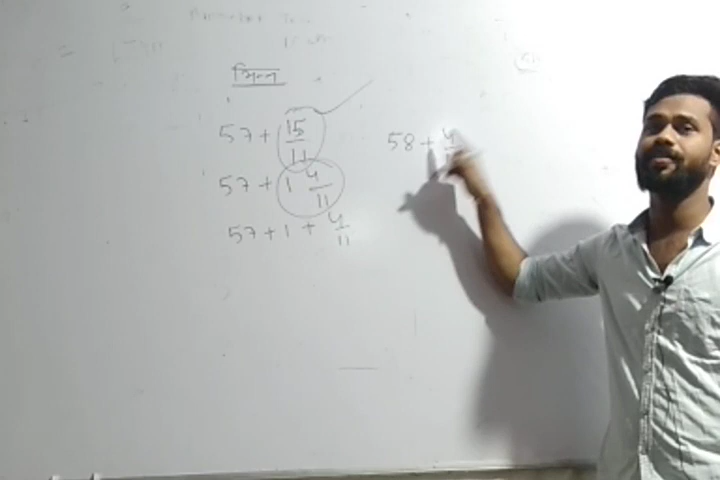 भिन्न
57 + 15/11
57 + 1 4/11
57 + 1 + 4/11
58 + 4